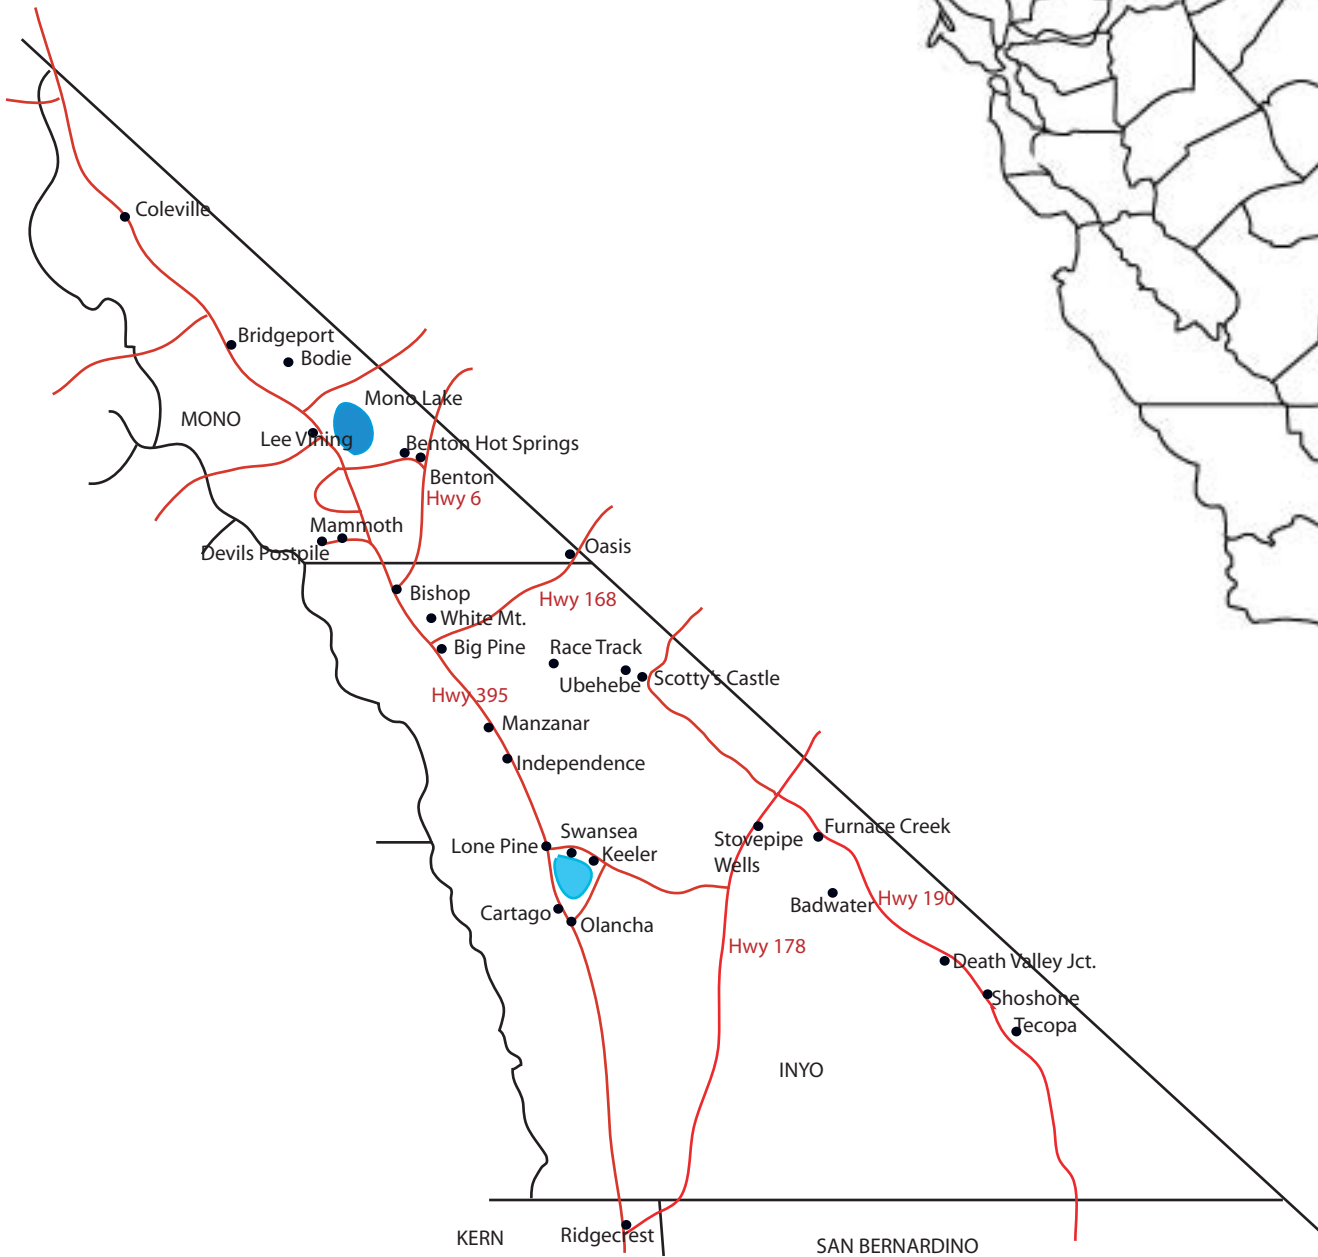 Coleville
Bridgeport
Bodie
Mono Lake
MONO
Lee Vining
Benton Hot Springs
Benton
Hwy 6
Mammoth
Devils Postpile
Oasis
Bishop
Hwy 168
White Mt.
Big Pine
Race Track
Ubehebe
Scotty's Castle
Hwy 395
Manzanar
Independence
Swansea
Lone Pine
Keeler
Stovepipe
Wells
Furnace Creek
Badwater
Hwy 190
Cartago
Olancha
Hwy 178
Death Valley Jct.
Shoshone
Tecopa
INYO
KERN
Ridgecrest
SAN BERNARDINO